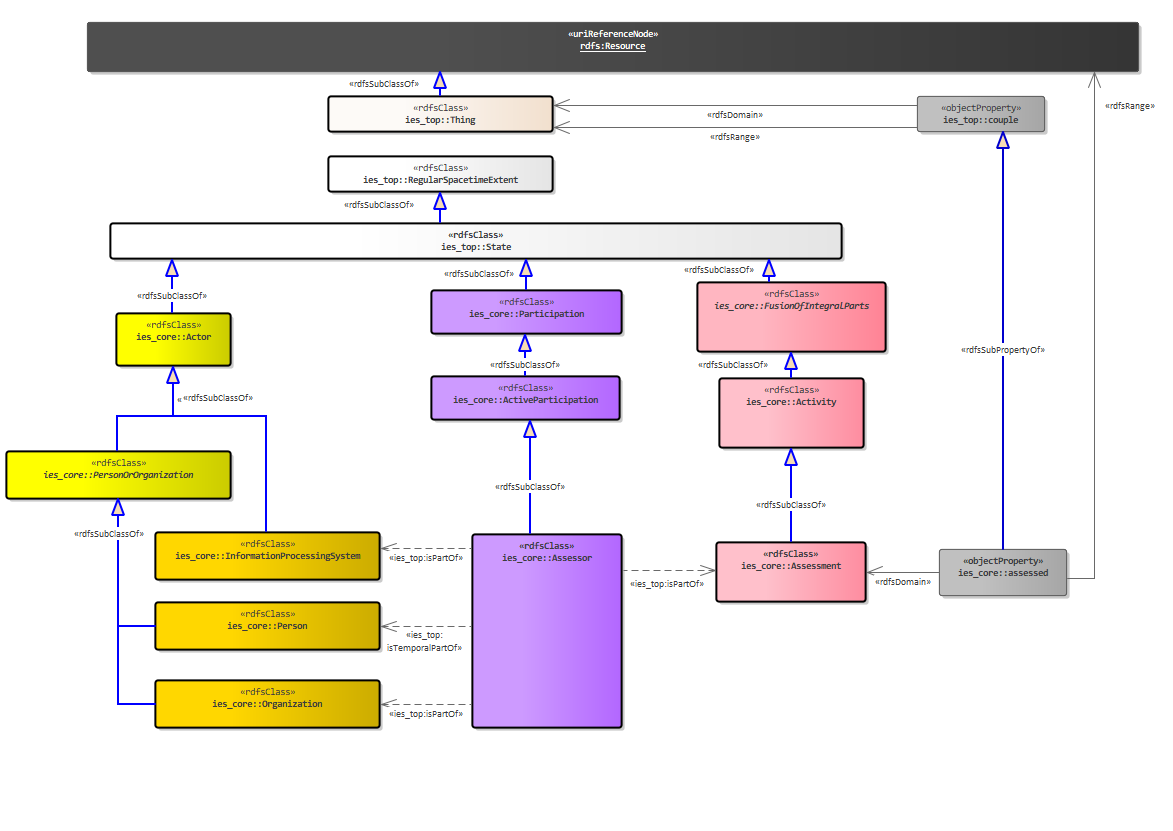 «uriReferenceNode»
rdfs:Resource
«rdfsSubClassOf»
«rdfsRange»
«rdfsClass»
ies_top::Thing
«objectProperty»
ies_top::couple
«rdfsDomain»
«rdfsRange»
«rdfsClass»
ies_top::RegularSpacetimeExtent
«rdfsSubClassOf»
«rdfsClass»
ies_top::State
«rdfsSubClassOf»
«rdfsSubClassOf»
«rdfsSubClassOf»
«rdfsClass»
ies_core::Participation
«rdfsClass»
ies_core::FusionOfIntegralParts
«rdfsClass»
ies_core::Actor
«rdfsSubPropertyOf»
«rdfsSubClassOf»
«rdfsSubClassOf»
«rdfsClass»
ies_core::ActiveParticipation
«rdfsClass»
ies_core::Activity
« «rdfsSubClassOf»
«rdfsClass»
ies_core::PersonOrOrganization
«rdfsSubClassOf»
«rdfsSubClassOf»
«rdfsSubClassOf»
«rdfsClass»
ies_core::InformationProcessingSystem
«rdfsClass»
ies_core::Assessor
«rdfsClass»
ies_core::Assessment
«objectProperty»
ies_core::assessed
«ies_top:isPartOf»
«ies_top:isPartOf»
«rdfsDomain»
«rdfsClass»
ies_core::Person
«ies_top:
isTemporalPartOf»
«rdfsClass»
ies_core::Organization
«ies_top:isPartOf»